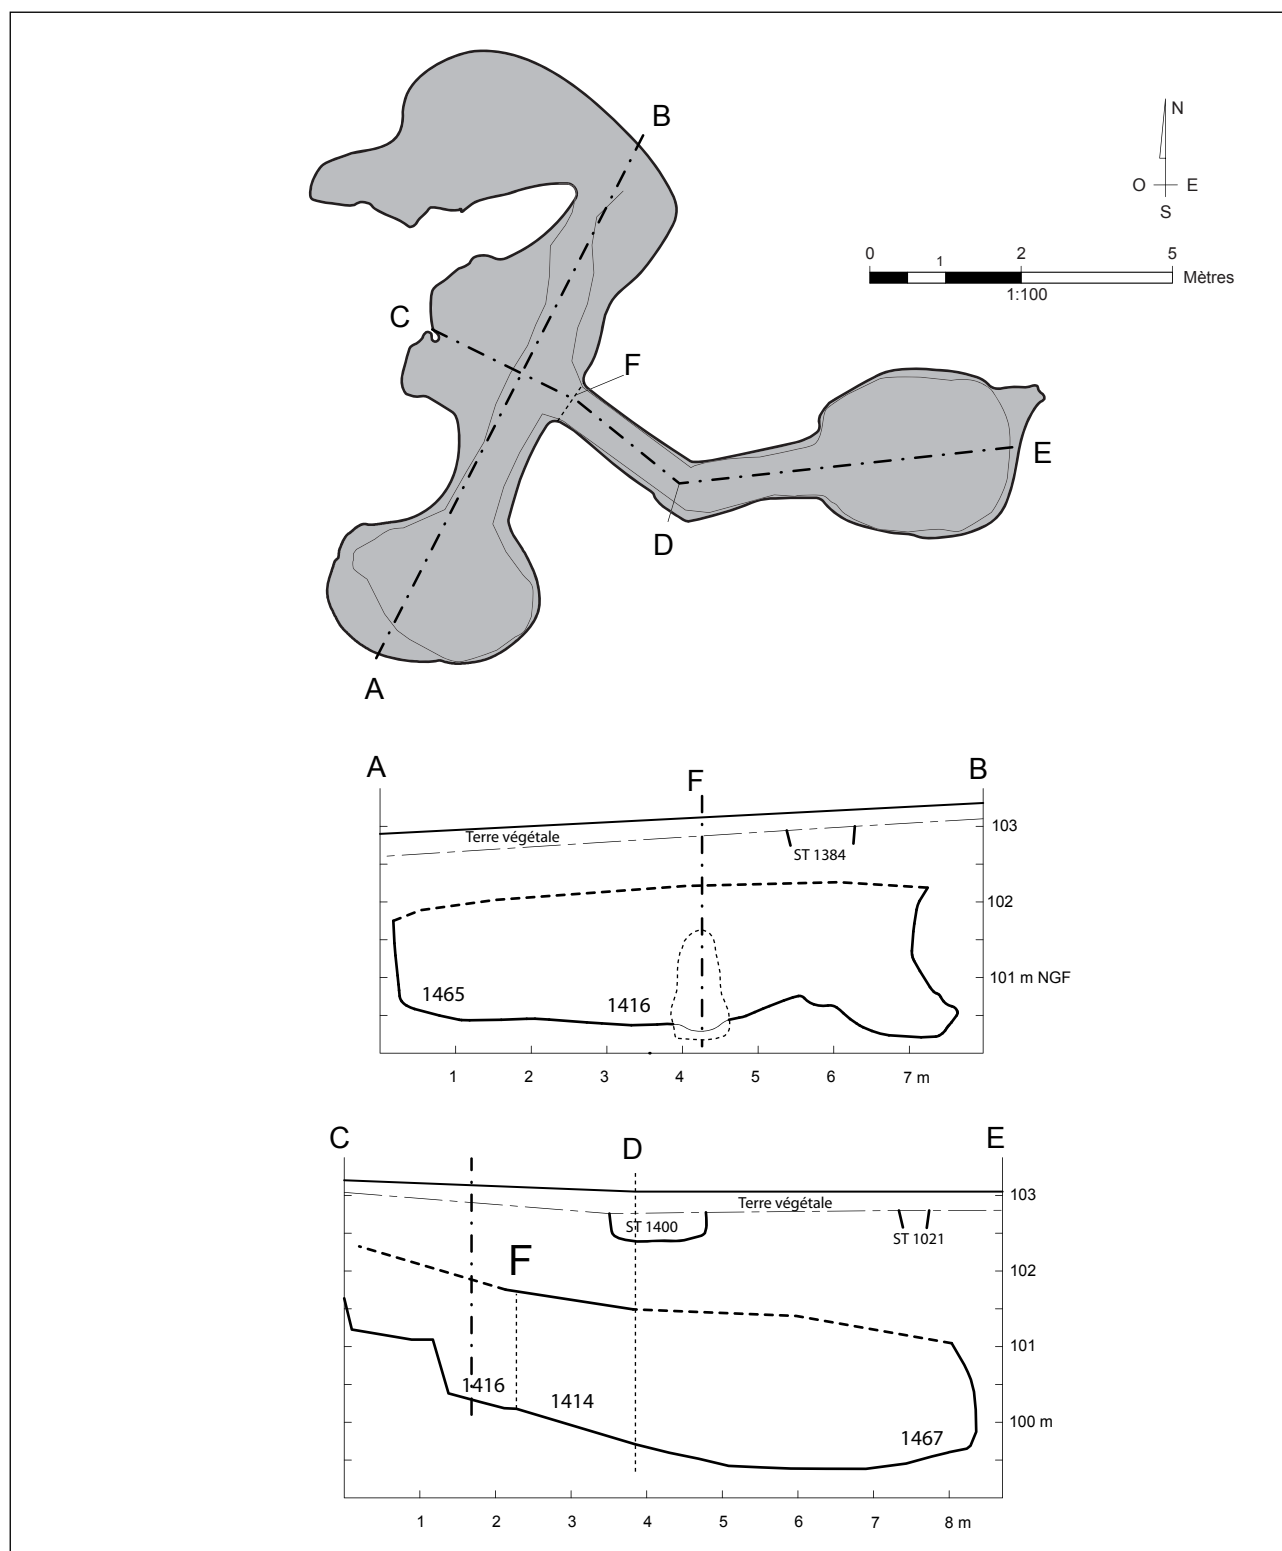 B
N
O E
S
0 1 2 5
Mètres
1:100
C
F
E
D
A
A F B
Terre végétale
ST 1384
103
102
101 m NGF
1465
1416
1 2 3 4 5 6 7 m
C D E
103
Terre végétale
ST 1400
ST 1021
F
102
101
1416
1414
100 m
1467
1 2 3 4 5 6 7 8 m